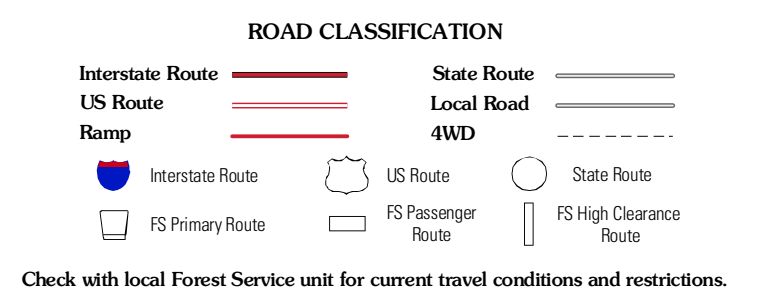 ROAD CLASSIFICATION
Interstate Route
State Route
US Route
Local Road
Ramp
4WD
Interstate Route
US Route
State Route
FS Primary Route
FS Passenger
Route
FS High Clearance
Route
Check with local Forest Service unit for current travel conditions and restrictions.